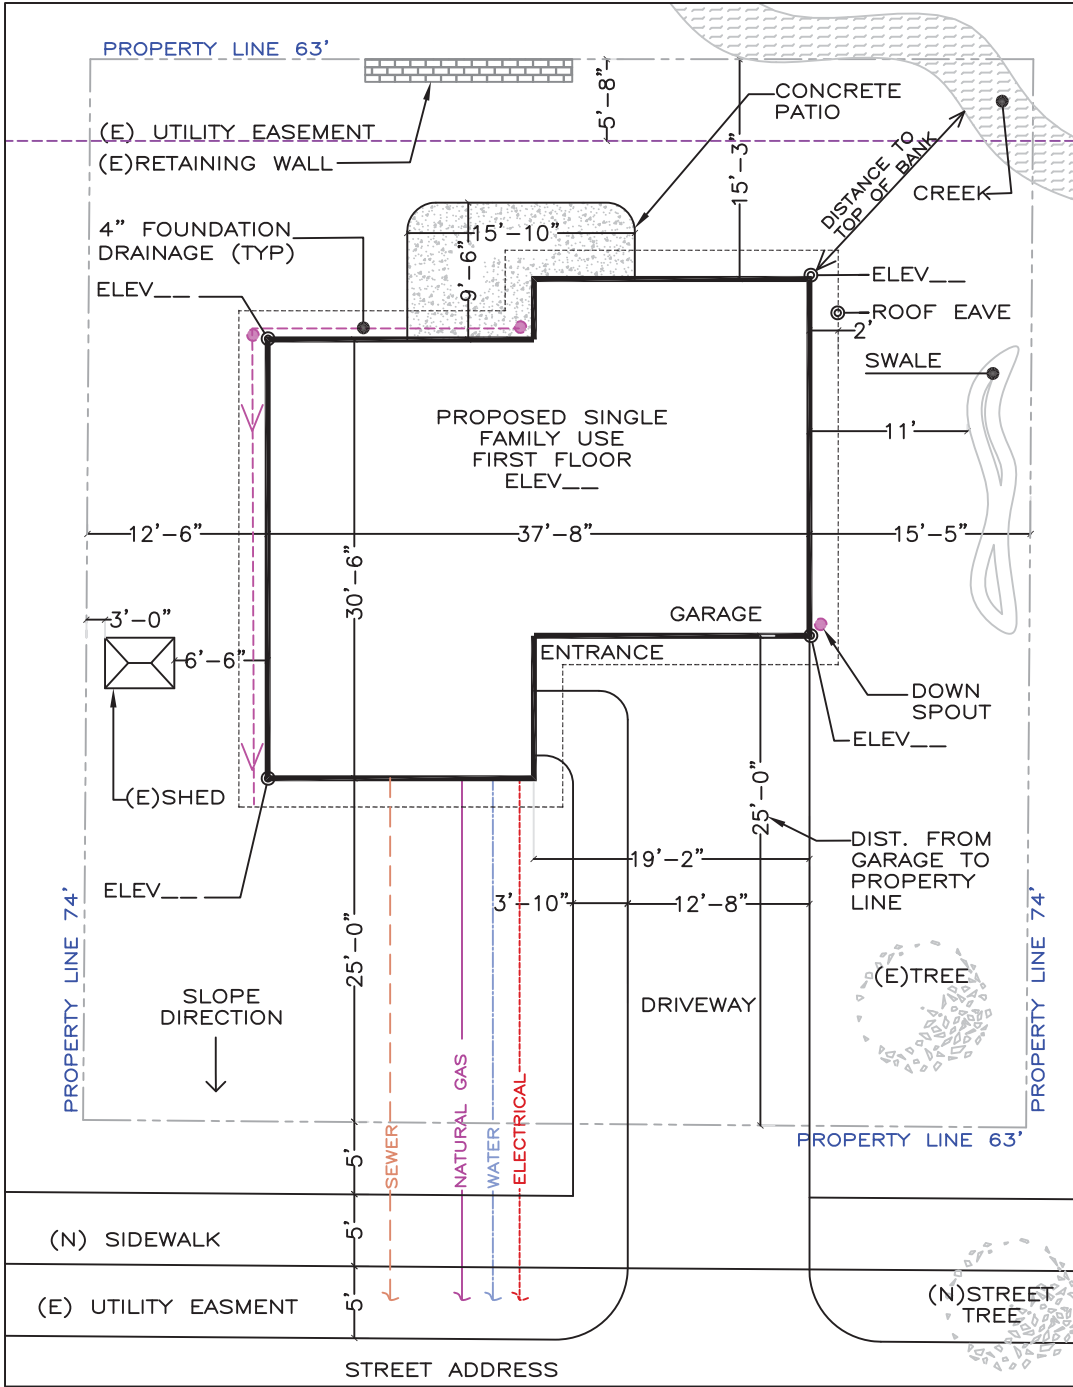 PROPERTY LINE 63'
5'-8"
CONCRETE
PATIO
(E) UTILITY EASEMENT
(E)RETAINING WALL
15'-3"
DISTANCE TO
TOP OF BANK
CREEK
4" FOUNDATION
DRAINAGE (TYP)
15'-10"
9'-6"
ELEV__
ELEV__
ROOF EAVE
2'
SWALE
PROPOSED SINGLE
FAMILY USE
FIRST FLOOR
ELEV__
11'
12'-6"
37'-8"
15'-5"
30'-6"
3'-0"
GARAGE
ENTRANCE
6'-6"
DOWN
SPOUT
ELEV__
(E)SHED
25'-0"
DIST. FROM
GARAGE TO
PROPERTY
LINE
19'-2"
ELEV__
3'-10"
12'-8"
PROPERTY LINE 74'
25'-0"
PROPERTY LINE 74'
(E)TREE
SLOPE
DIRECTION
DRIVEWAY
SEWER
NATURAL GAS
WATER
ELECTRICAL
PROPERTY LINE 63'
5'
(N) SIDEWALK
5'
(E) UTILITY EASMENT
5'
(N)STREET
TREE
STREET ADDRESS